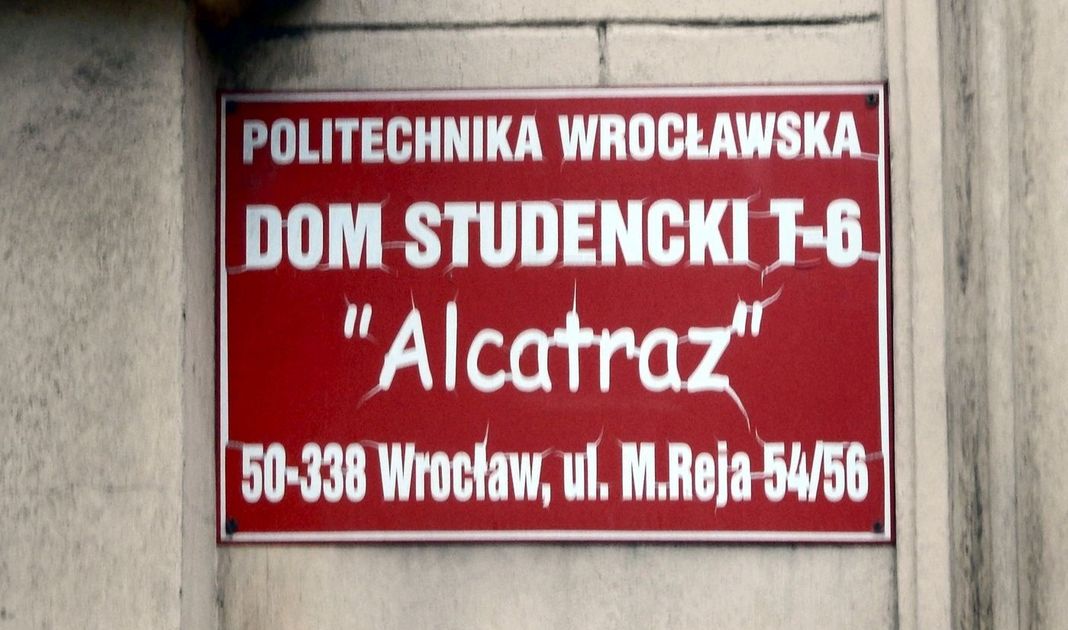 POLITECHNIKA WROCŁAWSKA
DOM STUDENCKI T-6
"Alcatraz"
50-338 Wrocław, ul. M.Reja 54/56